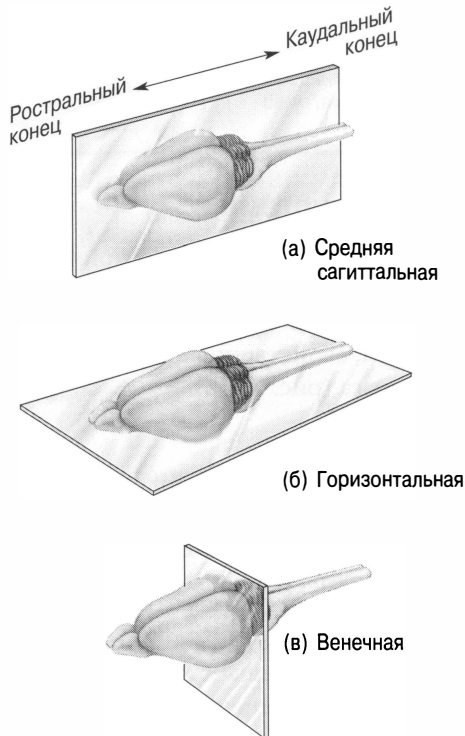 Каудальный
конец
Ростральный
конец
(а) Средняя
сагиттальная
(б) Горизонтальная
(в) Венечная